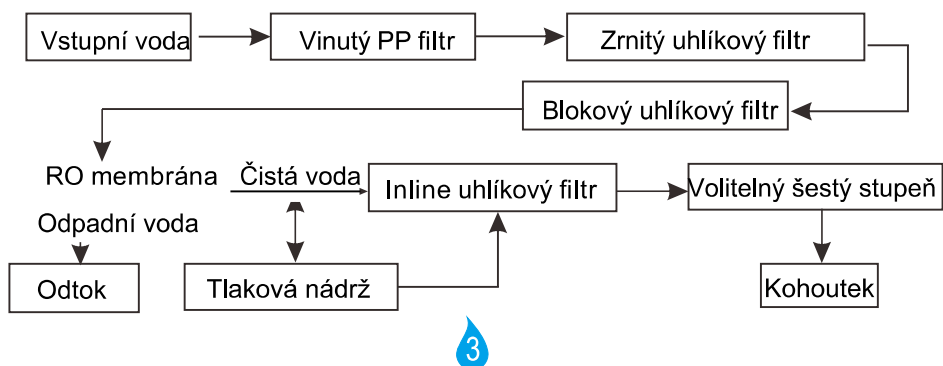 Vstupní voda
Vinutý PP filtr
Zrnitý uhlíkový filtr
Blokový uhlíkový filtr
RO membrána
Čistá voda
Inline uhlíkový filtr
Volitelný šestý stupeň
Odpadní voda
Odtok
Tlaková nádrž
Kohoutek
3